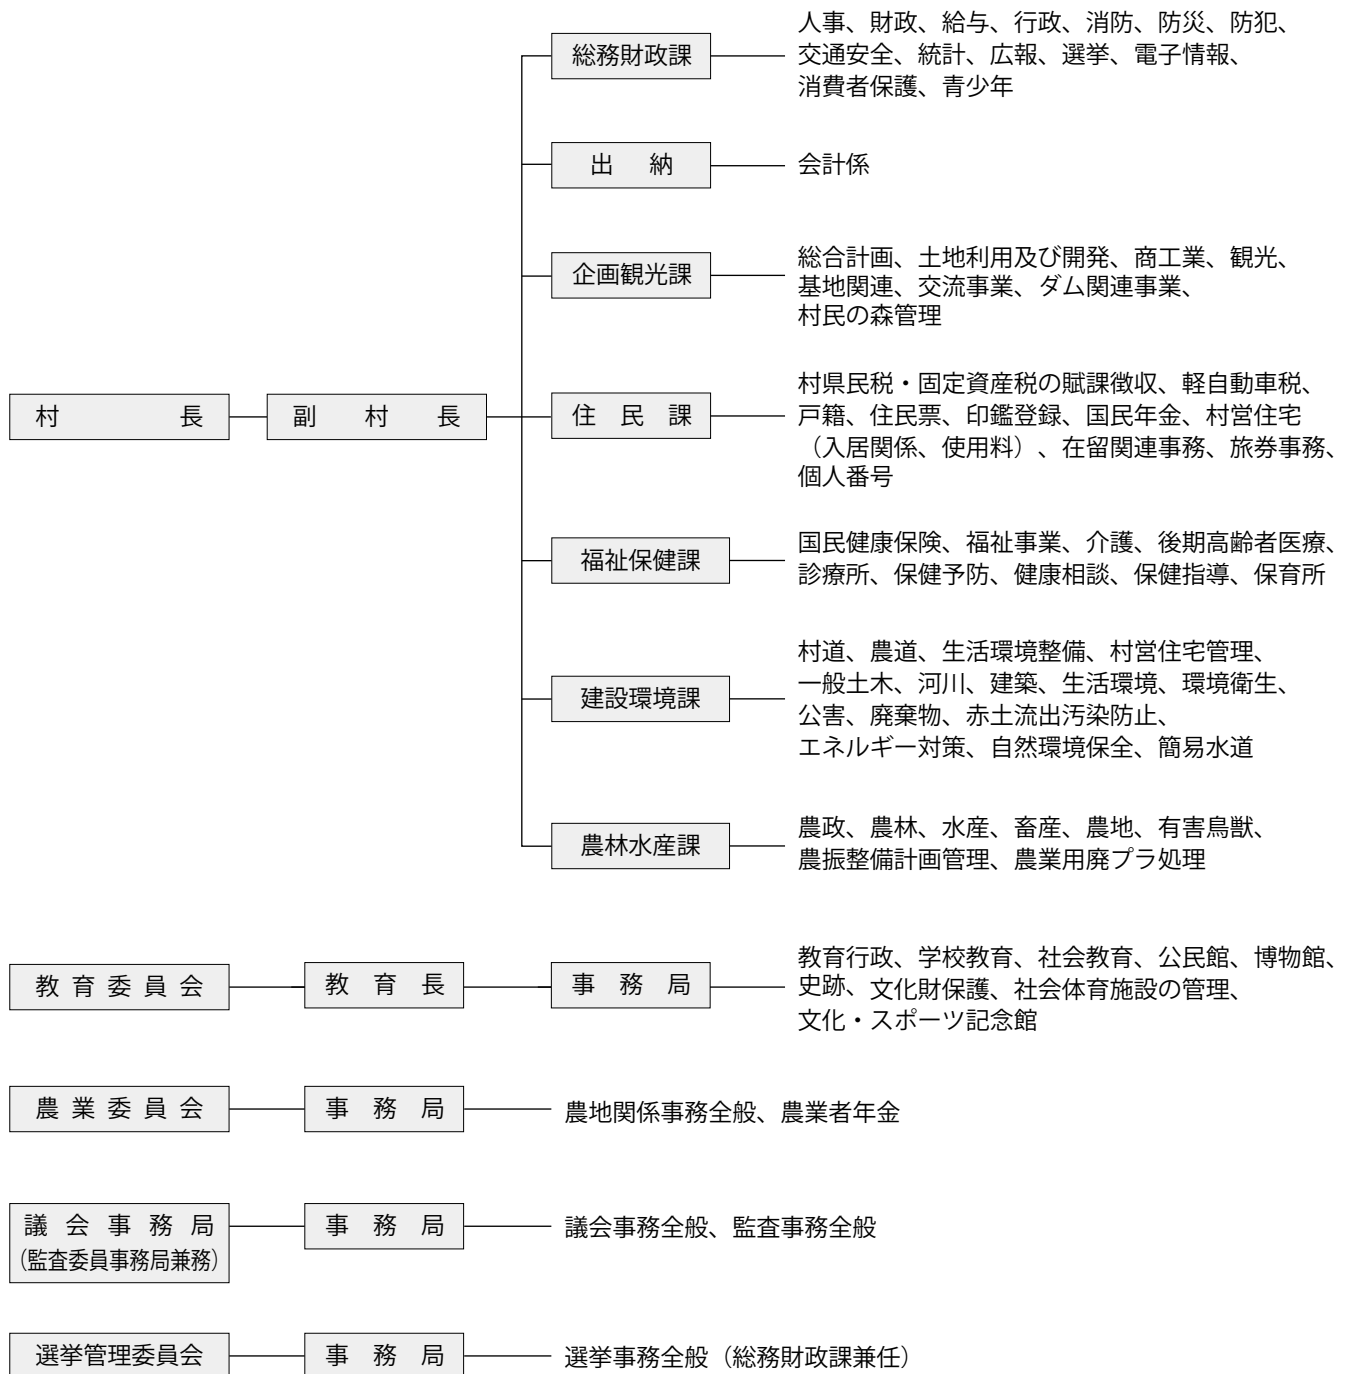 総務財政課
人事、財政、給与、行政、消防、防災、防犯、
交通安全、統計、広報、選挙、電子情報、
消費者保護、青少年
出納
会計係
企画観光課
総合計画、土地利用及び開発、商工業、観光、
基地関連、交流事業、ダム関連事業、
村民の森管理
村長
副村長
住民課
村県民税・固定資産税の賦課徴収、軽自動車税、
戸籍、住民票、印鑑登録、国民年金、村営住宅
（入居関係、使用料）、在留関連事務、旅券事務、
個人番号
福祉保健課
国民健康保険、福祉事業、介護、後期高齢者医療、
診療所、保健予防、健康相談、保健指導、保育所
建設環境課
村道、農道、生活環境整備、村営住宅管理、
一般土木、河川、建築、生活環境、環境衛生、
公害、廃棄物、赤土流出汚染防止、
エネルギー対策、自然環境保全、簡易水道
農林水産課
農政、農林、水産、畜産、農地、有害鳥獣、
農振整備計画管理、農業用廃プラ処理
教育委員会
教育長
事務局
教育行政、学校教育、社会教育、公民館、博物館、
史跡、文化財保護、社会体育施設の管理、
文化・スポーツ記念館
農業委員会
事務局
農地関係事務全般、農業者年金
議会事務局
（監査委員事務局兼務）
事務局
議会事務全般、監査事務全般
選挙管理委員会
事務局
選挙事務全般（総務財政課兼任）